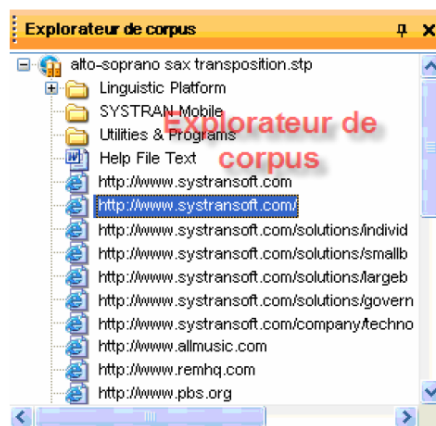 Explorateur de corpus
alto-soprano sax transposition.stp
Linguistic Platform
SYSTRAN Mobile
Utilities & Programs
Help File Text
Explorateur de
corpus
http://www.systransoft.com
http://www.systransoft.com/
http://www.systransoft.com/solutions/individ
http://www.systransoft.com/solutions/smallb
http://www.systransoft.com/solutions/largeb
http://www.systransoft.com/solutions/govern
http://www.systransoft.com/company/techno
http://www.allmusic.com
http://www.remhq.com
http://www.pbs.org